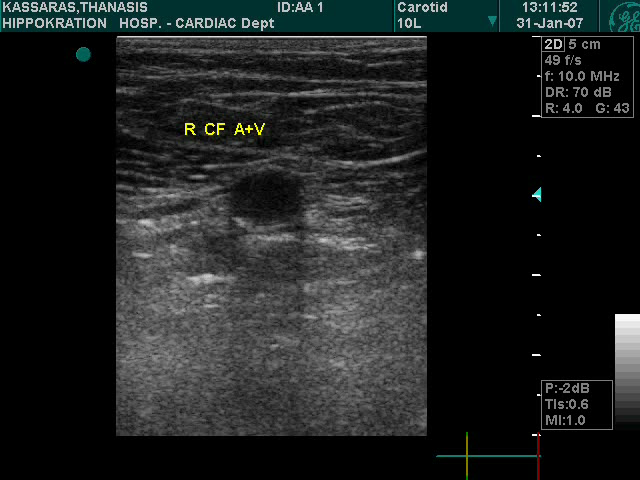 KASSARAS,THANASIS ID:AA 1 Carotid 13:11:52
HIPPOKRATION HOSP. - CARDIAC Dept 10L 31-Jan-07
2D 5 cm
49 f/s
f: 10.0 MHz
DR: 70 dB
R: 4.0 G: 43
R CF A+V
P:-2dB
TIs:0.6
MI:1.0